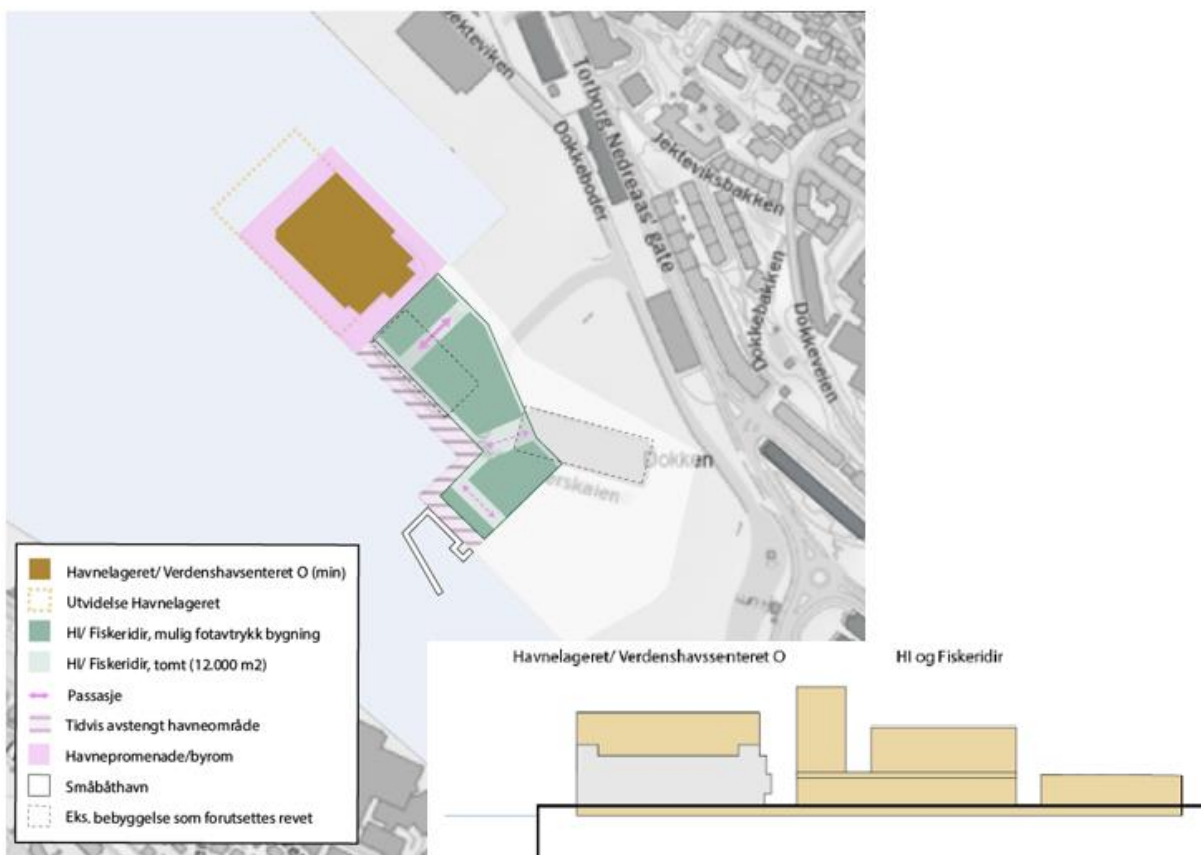 Jekteviken
Torborg Nedreaas' gate
Dokkeboder
Jekteviksbakken
Dokkebakken
Dokkeveien
Dokken
erskaien
Havnelageret/ Verdenshavsenteret O (min)
Utvidelse Havnelageret
HI/ Fiskeridir, mulig fotavtrykk bygning
HI/ Fiskeridir, tomt (12.000 m2)
Passasje
Tidvis avstengt havneområde
Havnepromenade/byrom
Småbåthavn
Eks. bebyggelse som forutsettes revet
Havnelageret/ Verdenshavssenteret O
HI og Fiskeridir